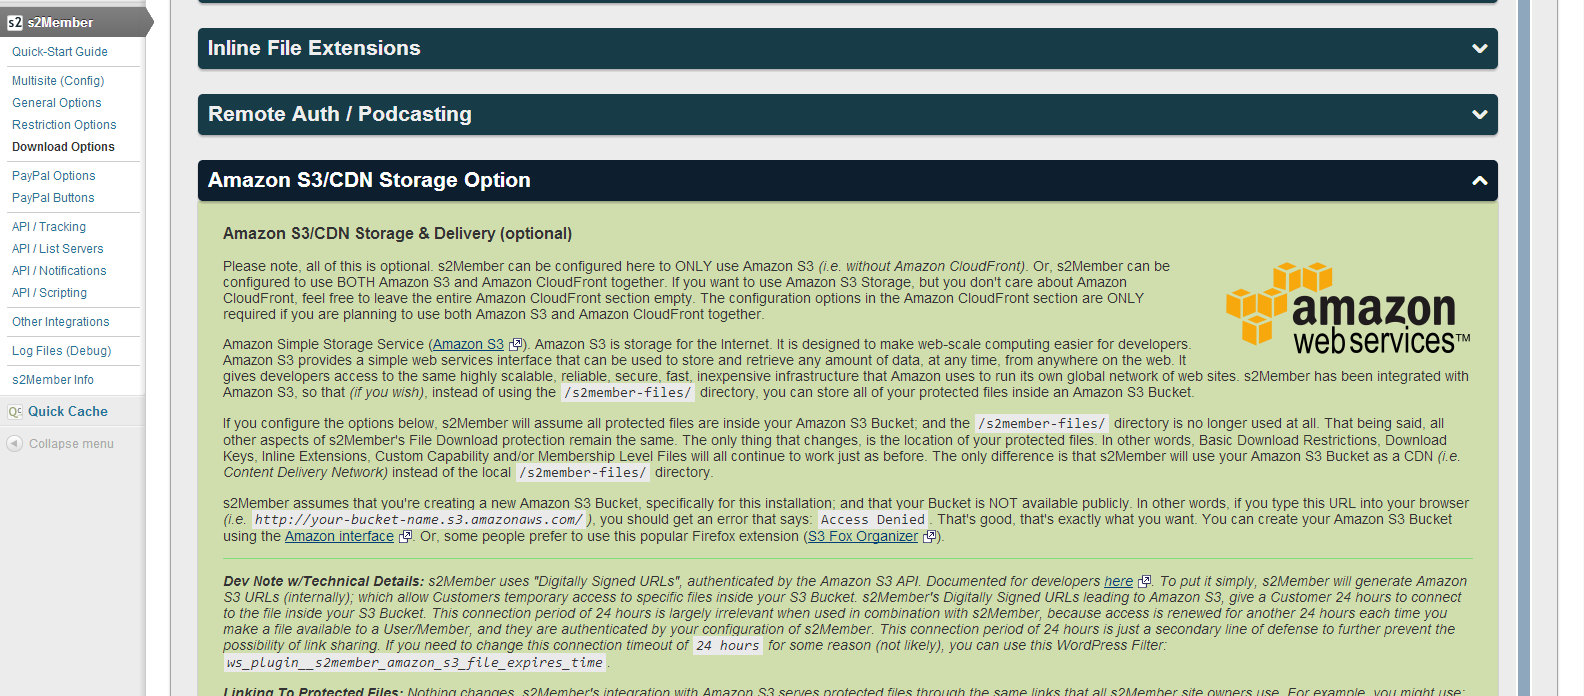 s2 s2Member
Quick-Start Guide
Multisite (Config)
General Options
Restriction Options
Download Options
PayPal Options
PayPal Buttons
API / Tracking
API / List Servers
API / Notifications
API / Scripting
Other Integrations
Log Files (Debug)
s2Member Info
Quick Cache
Collapse menu
Inline File Extensions
Remote Auth / Podcasting
Amazon S3/CDN Storage Option
Amazon S3/CDN Storage & Delivery (optional)
Please note, all of this is optional. s2Member can be configured here to ONLY use Amazon S3 (i.e. without Amazon CloudFront). Or, s2Member can be
configured to use BOTH Amazon S3 and Amazon CloudFront together. If you want to use Amazon S3 Storage, but you don't care about Amazon
CloudFront, feel free to leave the entire Amazon CloudFront section empty. The configuration options in the Amazon CloudFront section are ONLY
required if you are planning to use both Amazon S3 and Amazon CloudFront together.
amazon
web services™
Amazon Simple Storage Service (Amazon S3 ). Amazon S3 is storage for the Internet. It is designed to make web-scale computing easier for developers.
Amazon S3 provides a simple web services interface that can be used to store and retrieve any amount of data, at any time, from anywhere on the web. It
gives developers access to the same highly scalable, reliable, secure, fast, inexpensive infrastructure that Amazon uses to run its own global network of web sites. s2Member has been integrated with
Amazon S3, so that (if you wish), instead of using the /s2member-files/ directory, you can store all of your protected files inside an Amazon S3 Bucket.
If you configure the options below, s2Member will assume all protected files are inside your Amazon S3 Bucket; and the /s2member-files/ directory is no longer used at all. That being said, all
other aspects of s2Member's File Download protection remain the same. The only thing that changes, is the location of your protected files. In other words, Basic Download Restrictions, Download
Keys, Inline Extensions, Custom Capability and/or Membership Level Files will all continue to work just as before. The only difference is that s2Member will use your Amazon S3 Bucket as a CDN (i.e.
Content Delivery Network) instead of the local /s2member-files/ directory.
s2Member assumes that you're creating a new Amazon S3 Bucket, specifically for this installation; and that your Bucket is NOT available publicly. In other words, if you type this URL into your browser
(i.e. http://your-bucket-name.s3.amazonaws.com/ ), you should get an error that says: Access Denied . That's good, that's exactly what you want. You can create your Amazon S3 Bucket
using the Amazon interface . Or, some people prefer to use this popular Firefox extension (S3 Fox Organizer ).
Dev Note w/Technical Details: s2Member uses "Digitally Signed URLs", authenticated by the Amazon S3 API. Documented for developers here . To put it simply, s2Member will generate Amazon
S3 URLs (internally); which allow Customers temporary access to specific files inside your S3 Bucket. s2Member's Digitally Signed URLs leading to Amazon S3, give a Customer 24 hours to connect
to the file inside your S3 Bucket. This connection period of 24 hours is largely irrelevant when used in combination with s2Member, because access is renewed for another 24 hours each time you
make a file available to a User/Member, and they are authenticated by your configuration of s2Member. This connection period of 24 hours is just a secondary line of defense to further prevent the
possibility of link sharing. If you need to change this connection timeout of 24 hours for some reason (not likely), you can use this WordPress Filter:
ws_plugin__s2member_amazon_s3_file_expires_time .
Linking To Protected Files: Nothing changes. s2Member's integration with Amazon S3 serves protected files through the same links that all s2Member site owners use. For example, you might use: